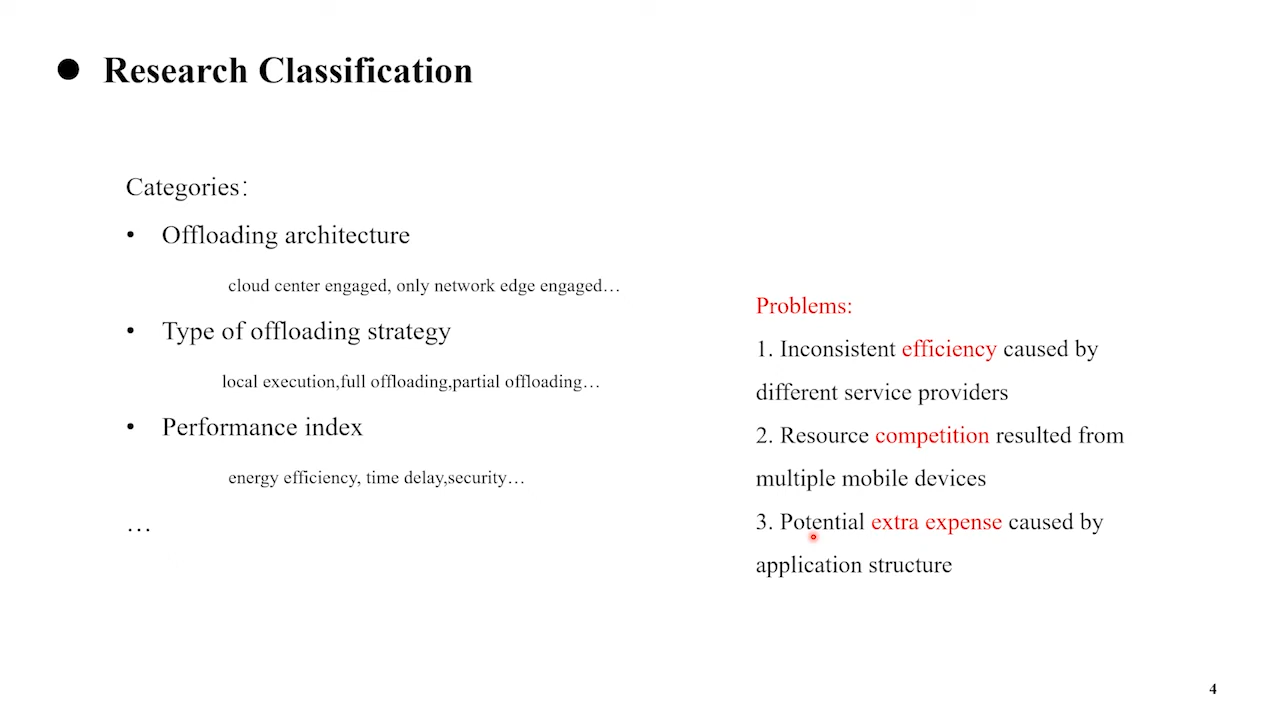 ● Research Classification
Categories：
• Offloading architecture
cloud center engaged, only network edge engaged…
• Type of offloading strategy
local execution,full offloading,partial offloading…
• Performance index
energy efficiency, time delay,security…
…
Problems:
1. Inconsistent efficiency caused by
different service providers
2. Resource competition resulted from
multiple mobile devices
3. Potential extra expense caused by
application structure
4